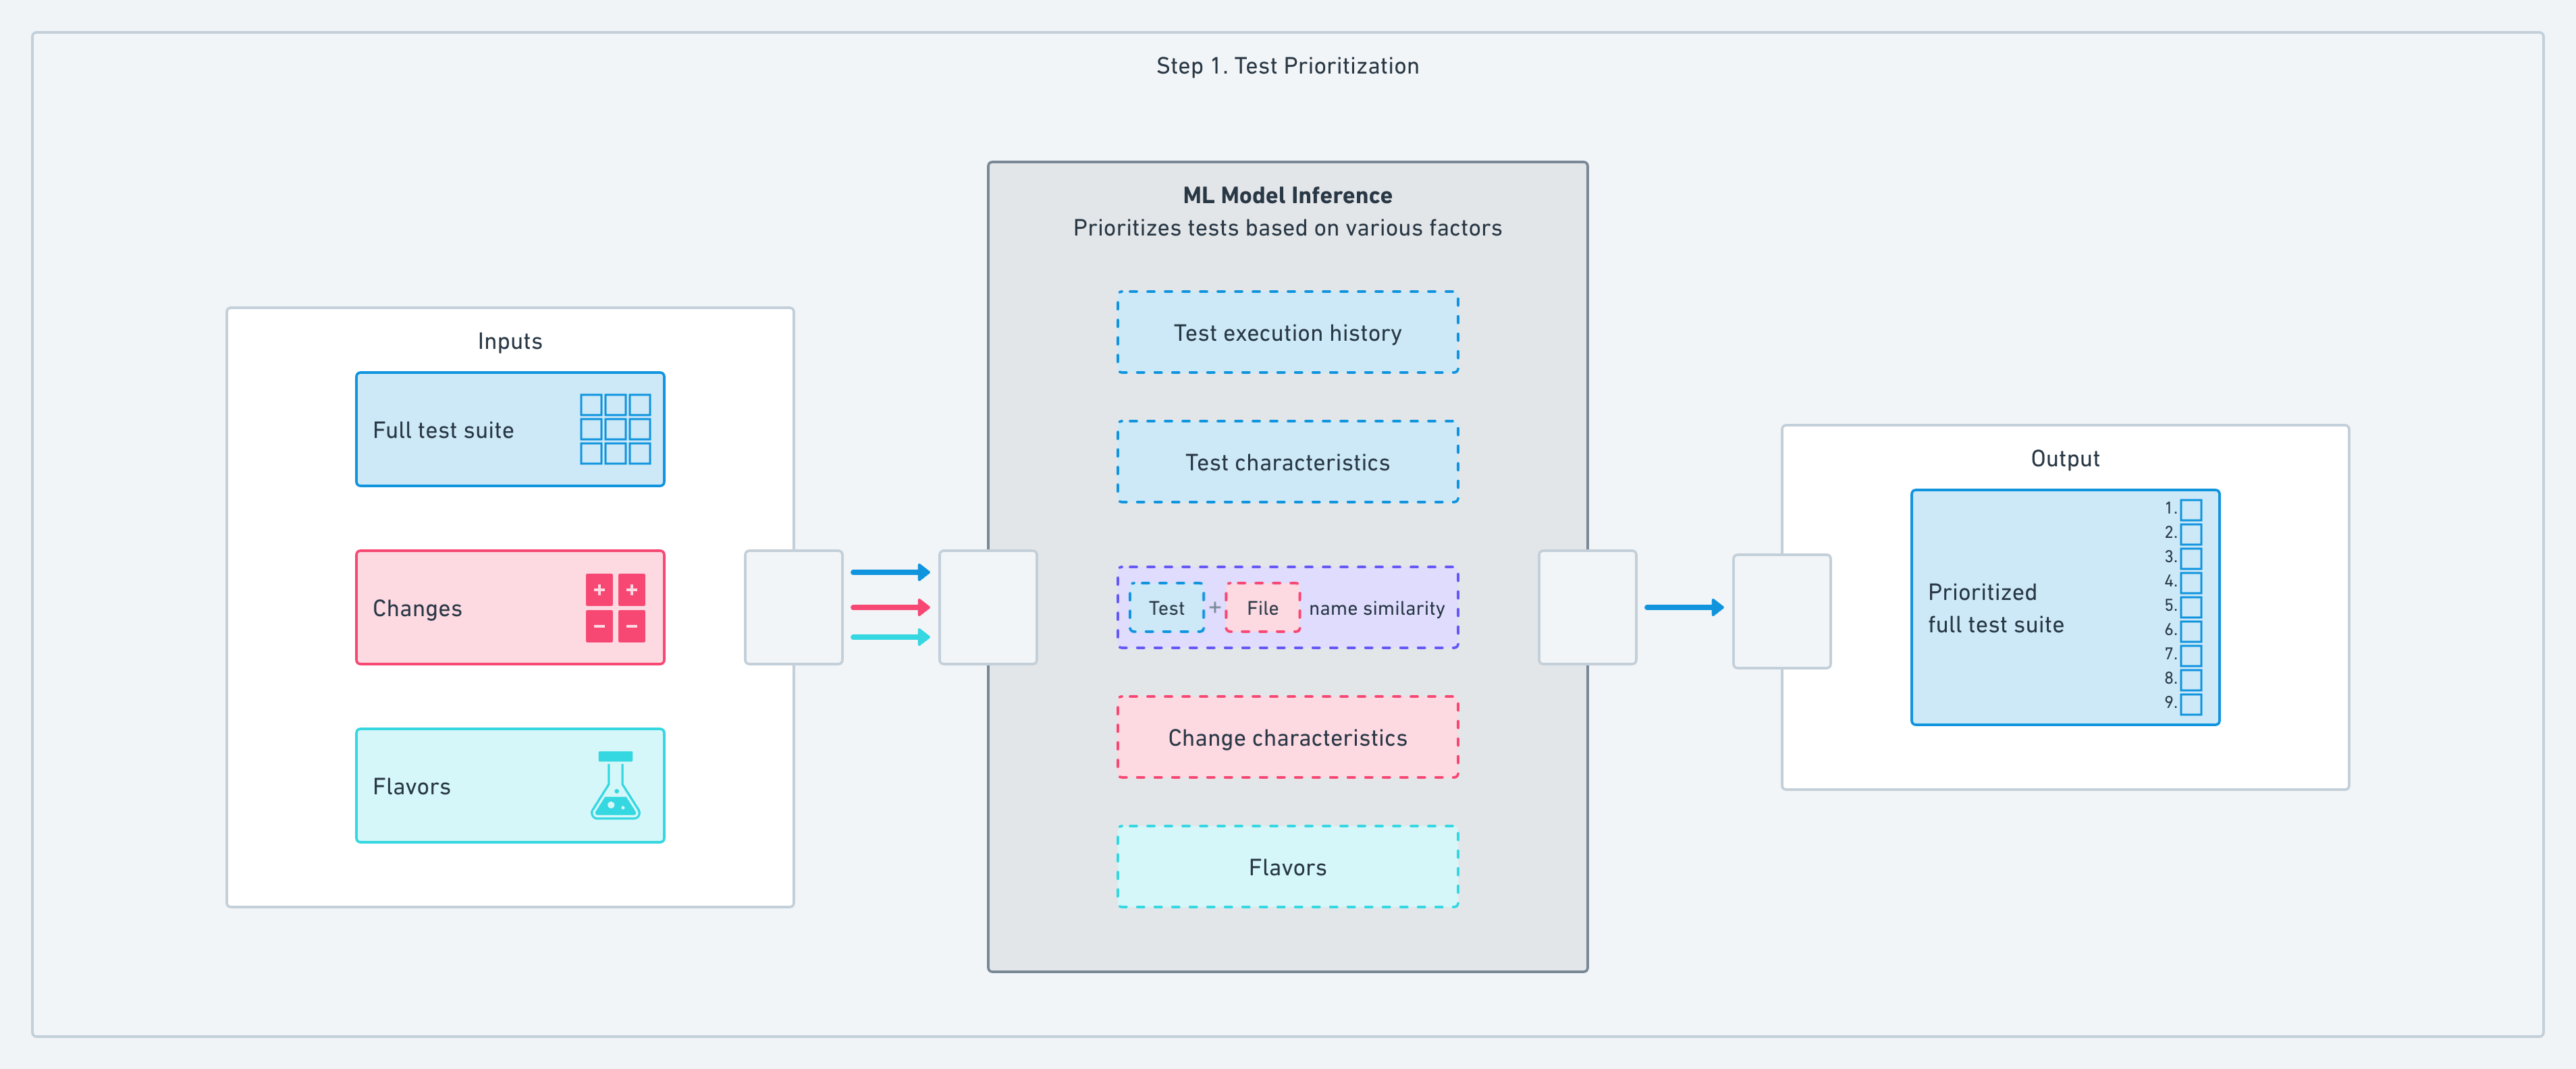 Step 1. Test Prioritization
Inputs
Full test suite
Changes
+ +
− −
Flavors
ML Model Inference
Prioritizes tests based on various factors
Test execution history
Test characteristics
Test + File name similarity
Change characteristics
Flavors
Output
Prioritized
full test suite
1.
2.
3.
4.
5.
6.
7.
8.
9.